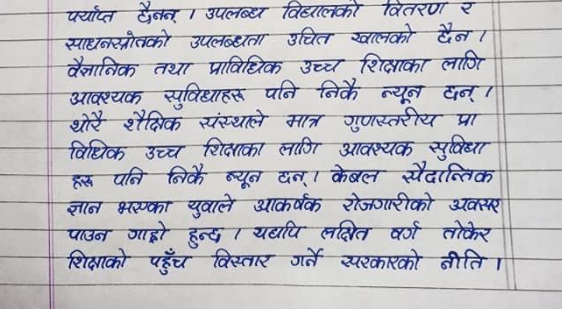 पर्याप्त छैनन् । उपलब्ध विद्यालको वितरण र
साधनस्रोतको उपलब्धता उचित खालको छैन ।
वैज्ञानिक तथा प्राविधिक उच्च शिक्षाका लागि
आवश्यक सुविधाहरू पनि निकै न्यून छन् ।
थोरै शैक्षिक संस्थाले मात्र गुणस्तरीय प्रा
विधिक उच्च शिक्षाका लागि आवश्यक सुविधा
हरू पनि निकै न्यून छन् । केबल सैदान्तिक
ज्ञान भएका युवाले आकर्षक रोजगारीको अवसर
पाउन गाह्रो हुन्छ । यद्यपि लक्षित वर्ग तोकेर
शिक्षाको पहुँच विस्तार गर्ने सरकारको नीति ।